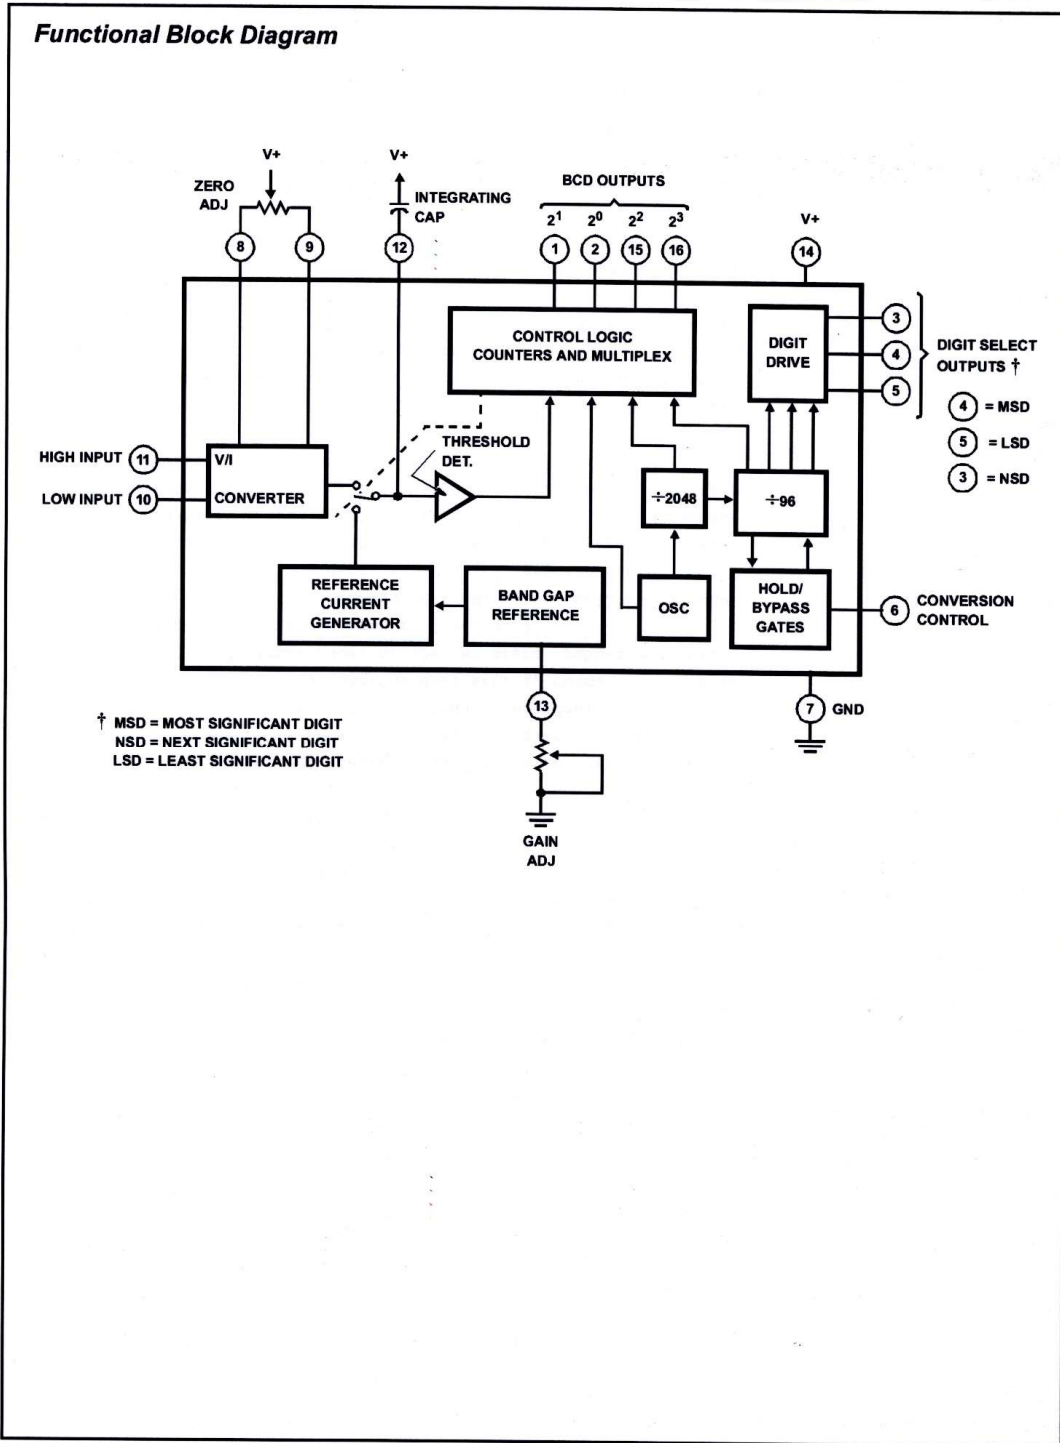 Functional Block Diagram
V+
V+
ZERO
ADJ
INTEGRATING
CAP
BCD OUTPUTS
2¹ 2⁰ 2² 2³
V+
8 9 12 1 2 15 16 14
CONTROL LOGIC
COUNTERS AND MULTIPLEX
DIGIT
DRIVE
3
4
5
DIGIT SELECT
OUTPUTS †
4 = MSD
5 = LSD
3 = NSD
HIGH INPUT 11
LOW INPUT 10
V/I
CONVERTER
THRESHOLD
DET.
÷2048
÷96
REFERENCE
CURRENT
GENERATOR
BAND GAP
REFERENCE
OSC
HOLD/
BYPASS
GATES
6 CONVERSION
CONTROL
13
7 GND
† MSD = MOST SIGNIFICANT DIGIT
NSD = NEXT SIGNIFICANT DIGIT
LSD = LEAST SIGNIFICANT DIGIT
GAIN
ADJ